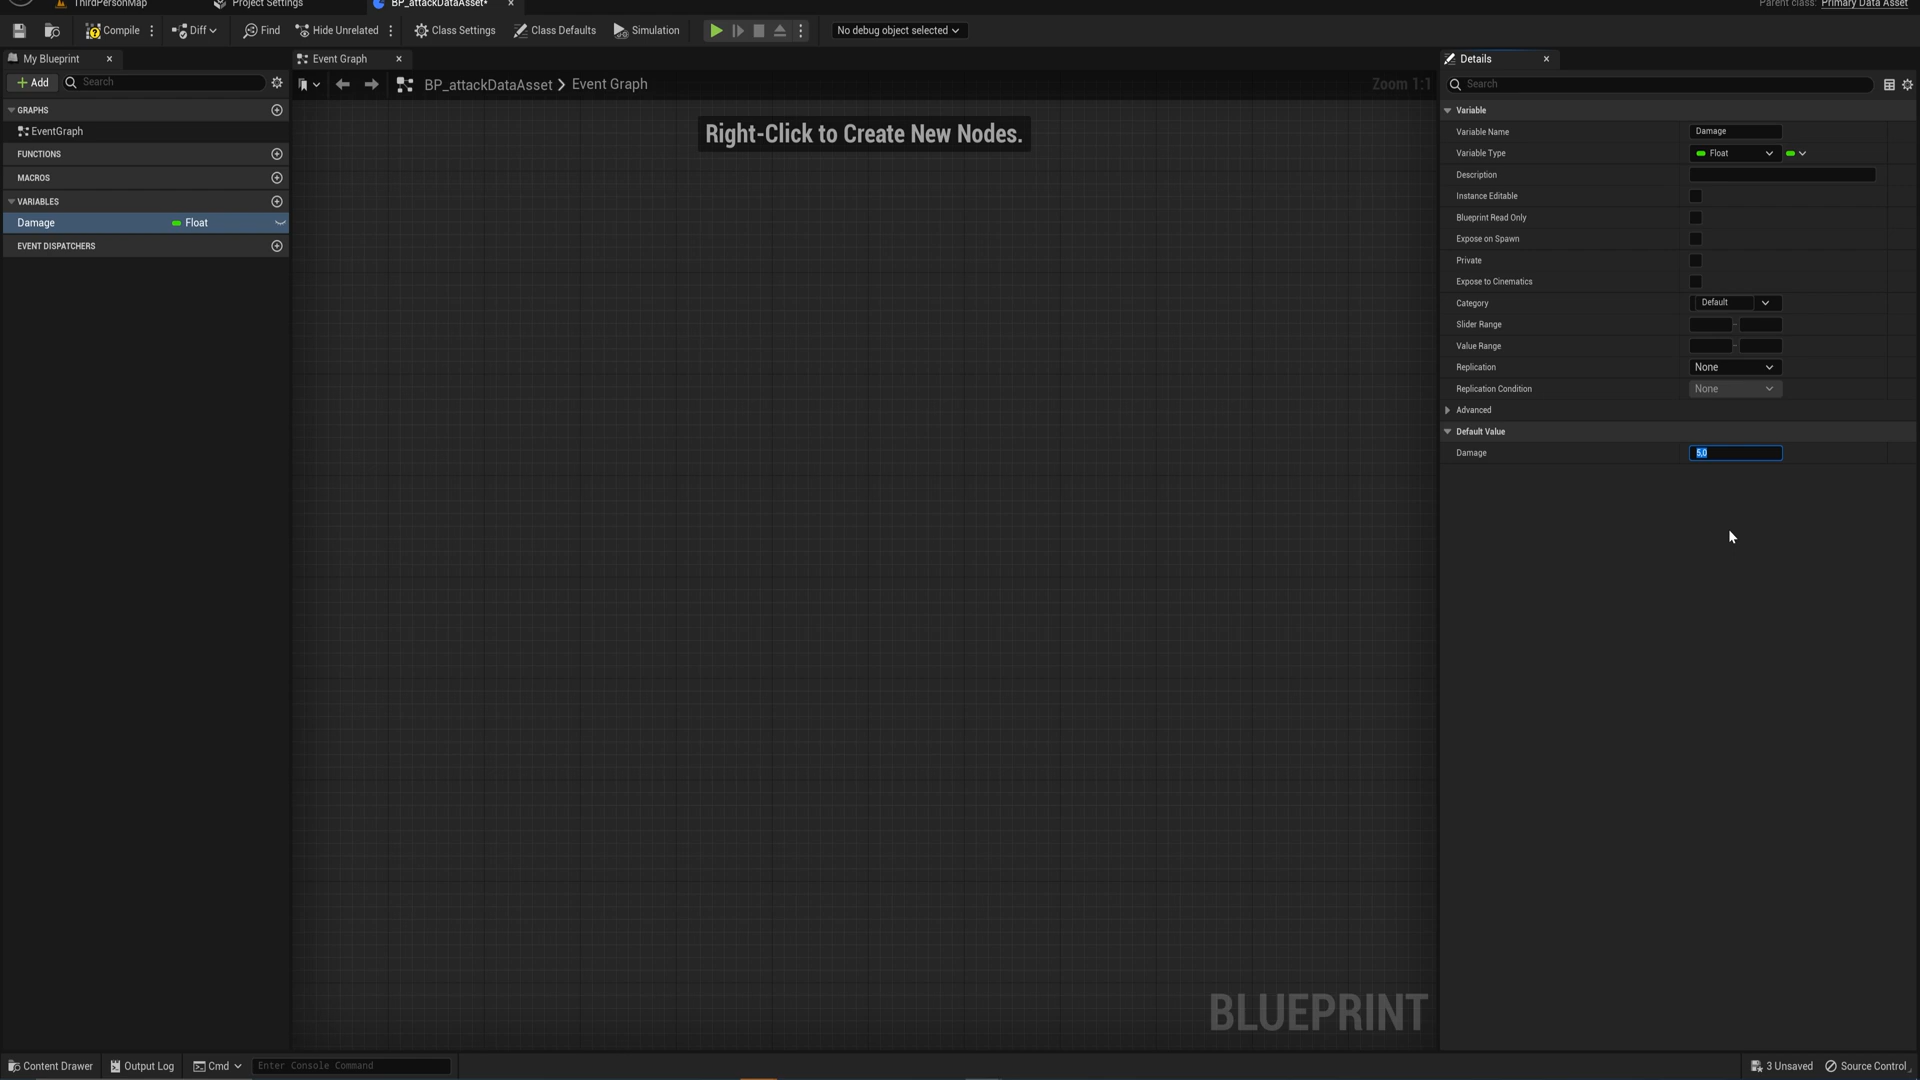 ThirdPersonMap
Project Settings
BP_attackDataAsset*
Parent class: Primary Data Asset
Compile
Diff
Find
Hide Unrelated
Class Settings
Class Defaults
Simulation
No debug object selected
My Blueprint
Event Graph
Details
Add
Search
BP_attackDataAsset > Event Graph
Zoom 1:1
Search
GRAPHS
EventGraph
FUNCTIONS
MACROS
VARIABLES
Damage Float
EVENT DISPATCHERS
Right-Click to Create New Nodes.
Variable
Variable Name Damage
Variable Type Float
Description
Instance Editable
Blueprint Read Only
Expose on Spawn
Private
Expose to Cinematics
Category Default
Slider Range
Value Range
Replication None
Replication Condition None
Advanced
Default Value
Damage 5,0
BLUEPRINT
Content Drawer
Output Log
Cmd
Enter Console Command
3 Unsaved
Source Control